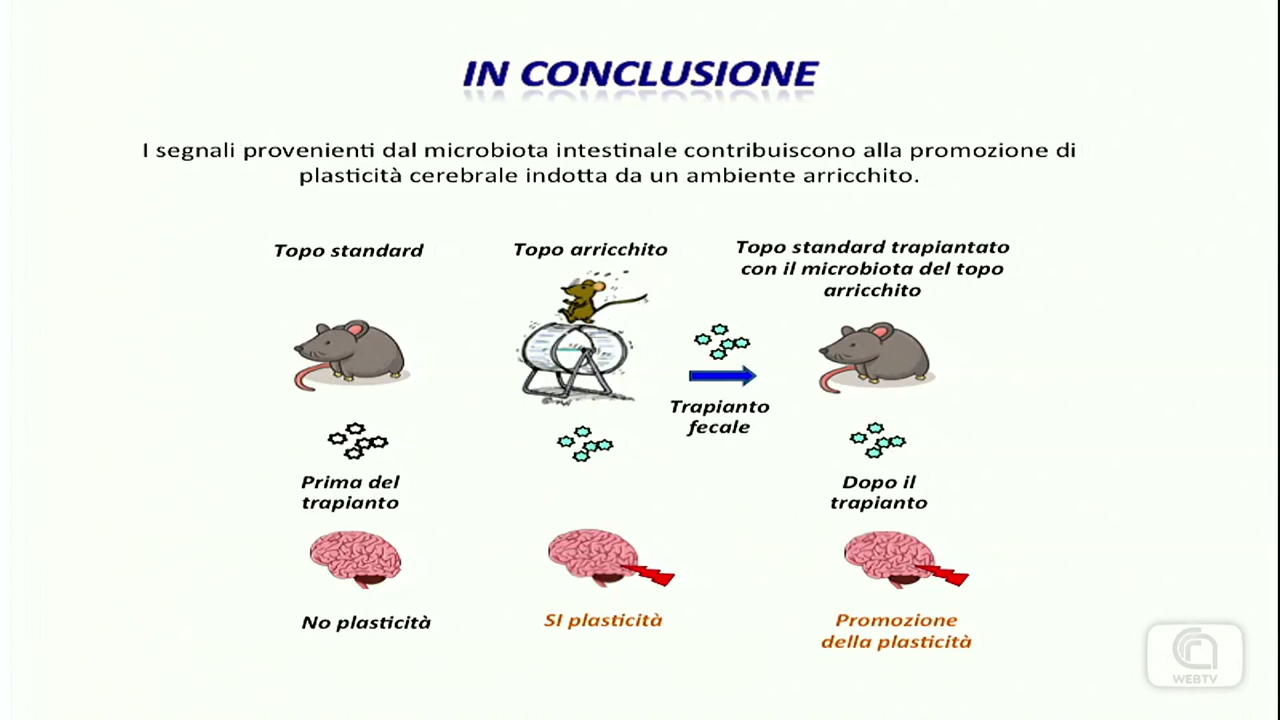 IN CONCLUSIONE
I segnali provenienti dal microbiota intestinale contribuiscono alla promozione di
plasticità cerebrale indotta da un ambiente arricchito.
Topo standard
Topo arricchito
Topo standard trapiantato
con il microbiota del topo
arricchito
Trapianto
fecale
Prima del
trapianto
Dopo il
trapianto
No plasticità
SI plasticità
Promozione
della plasticità
WEBTV